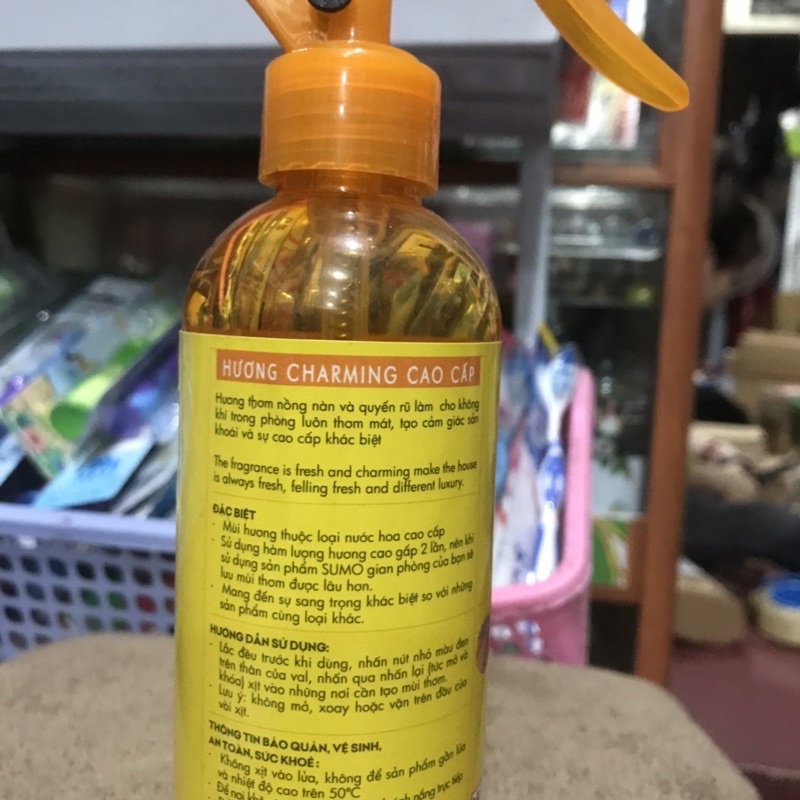 HƯƠNG CHARMING CAO CẤP
Hương thơm nồng nàn và quyến rũ làm cho không
khí trong phòng luôn thơm mát, tạo cảm giác sản
khoái và sự cao cấp khác biệt
The fragrance is fresh and charming make the house
is always fresh, felling fresh and different luxury.
ĐẶC BIỆT
- Mùi hương thuộc loại nước hoa cao cấp
- Sử dụng hàm lượng hương cao gấp 2 lần, nên khi
sử dụng sản phẩm SUMO gian phòng của bạn sẽ
lưu mùi thơm được lâu hơn.
- Mang đến sự sang trọng khác biệt so với những
sản phẩm cùng loại khác.
HƯỚNG DẪN SỬ DỤNG:
- Lắc đều trước khi dùng, nhấn nút nhỏ màu đen
trên thân của val, nhấn qua nhấn lại (tức mở và
khóa) xịt vào những nơi cần tạo mùi thơm.
- Lưu ý: không mở, xoay hoặc vặn trên đầu của
vòi xịt.
THÔNG TIN BẢO QUẢN, VỆ SINH,
AN TOÀN, SỨC KHOẺ:
- Không xịt vào lửa, không để sản phẩm gần lửa
và nhiệt độ cao trên 50°C
- Để nơi nắng trực tiếp